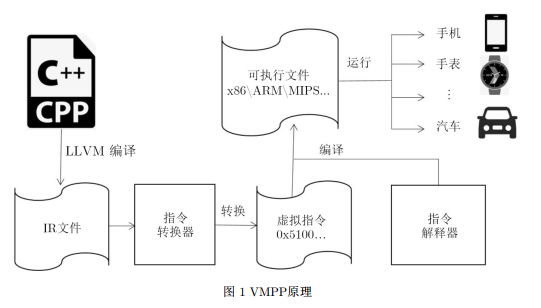 C++
CPP
LLVM 编译
IR文件
指令
转换器
转换
虚拟指令
0x5100...
编译
指令
解释器
可执行文件
x86\ARM\MIPS...
运行
手机
手表
⋮
汽车
图 1 VMPP原理